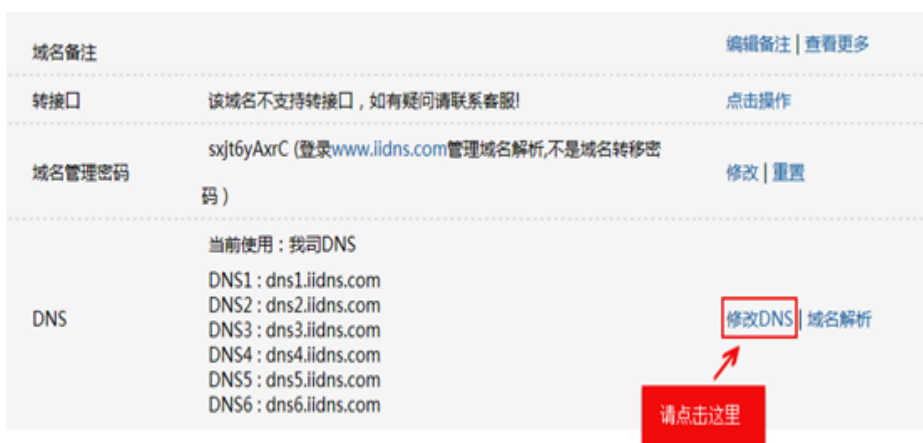 域名备注 编辑备注 | 查看更多
转接口 该域名不支持转接口，如有疑问请联系客服! 点击操作
sxjt6yAxrC (登录www.iidns.com管理域名解析,不是域名转移密
域名管理密码 修改 | 重置
码）
当前使用：我司DNS
DNS1 : dns1.iidns.com
DNS2 : dns2.iidns.com
DNS DNS3 : dns3.iidns.com 修改DNS | 域名解析
DNS4 : dns4.iidns.com
DNS5 : dns5.iidns.com
DNS6 : dns6.iidns.com
请点击这里